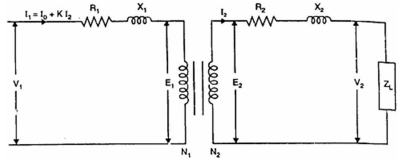 I₁ = I₀ + K I₂
R₁
X₁
I₂
R₂
X₂
V₁
E₁
E₂
V₂
Z_L
N₁
N₂